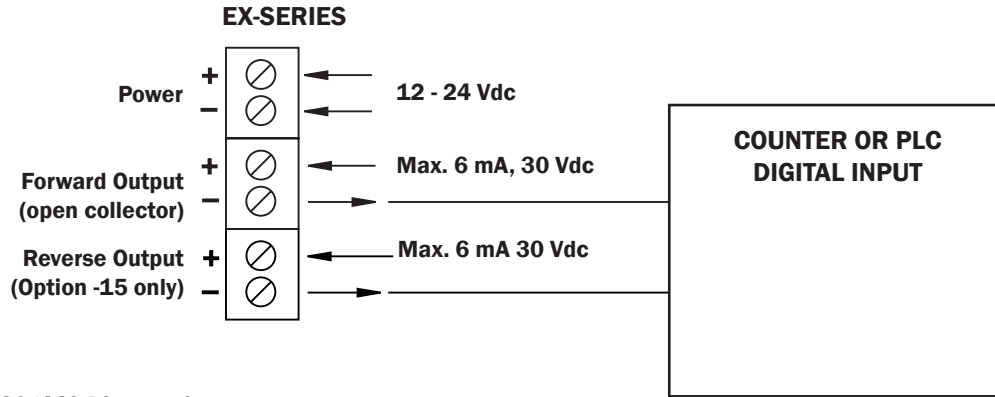 EX-SERIES
Power
+
−
12 - 24 Vdc
COUNTER OR PLC
DIGITAL INPUT
Forward Output
(open collector)
+
−
Max. 6 mA, 30 Vdc
Reverse Output
(Option -15 only)
+
−
Max. 6 mA 30 Vdc